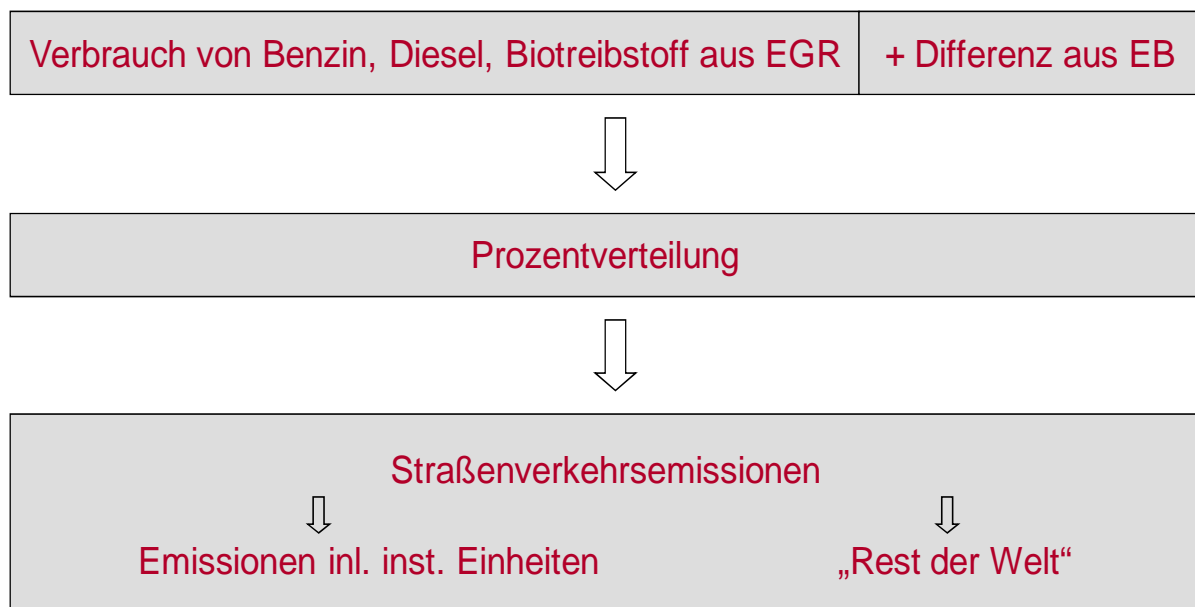 Verbrauch von Benzin, Diesel, Biotreibstoff aus EGR
+ Differenz aus EB
Prozentverteilung
Straßenverkehrsemissionen
Emissionen inl. inst. Einheiten
„Rest der Welt“